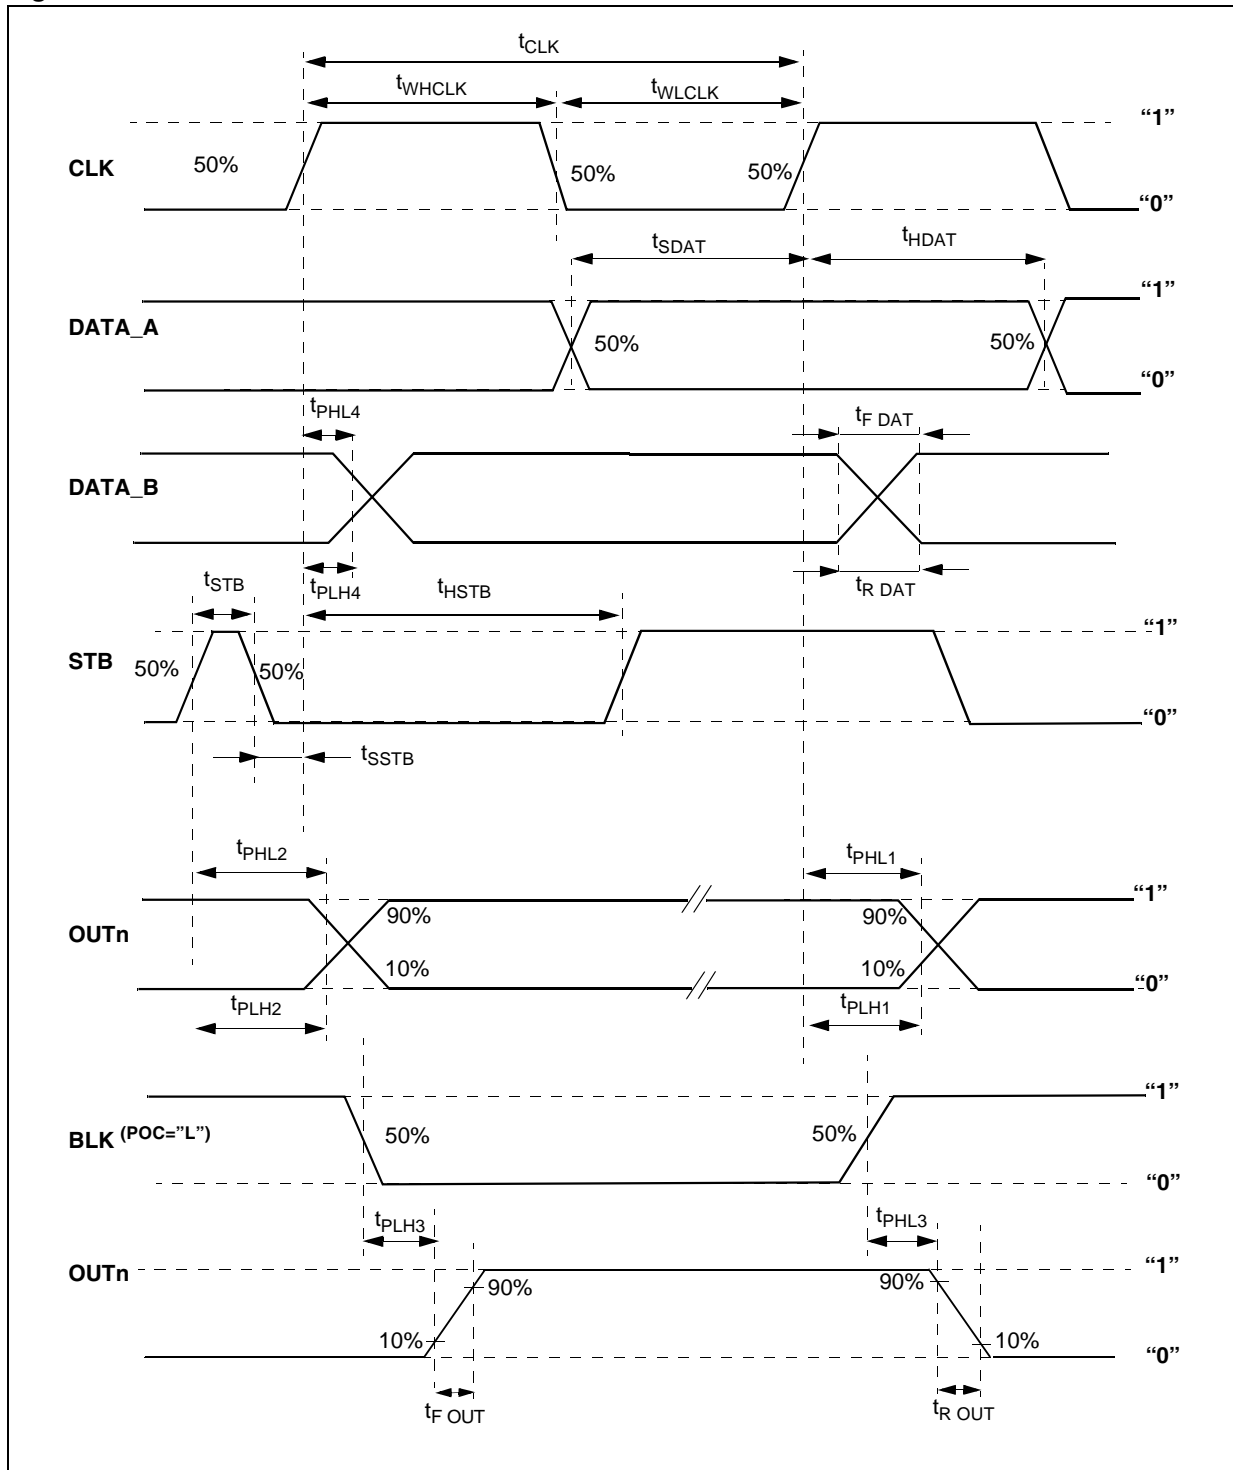 tCLK
tWHCLK
tWLCLK
“1”
CLK
50%
50%
50%
“0”
tSDAT
tHDAT
“1”
DATA_A
50%
50%
“0”
tPHL4
tF DAT
DATA_B
tSTB
tPLH4
tHSTB
tR DAT
“1”
STB
50%
50%
“0”
tSSTB
tPHL2
tPHL1
“1”
90%
90%
OUTn
10%
10%
“0”
tPLH2
tPLH1
“1”
BLK (POC=”L”)
50%
50%
“0”
tPLH3
tPHL3
OUTn
“1”
90%
90%
10%
10%
“0”
tF OUT
tR OUT